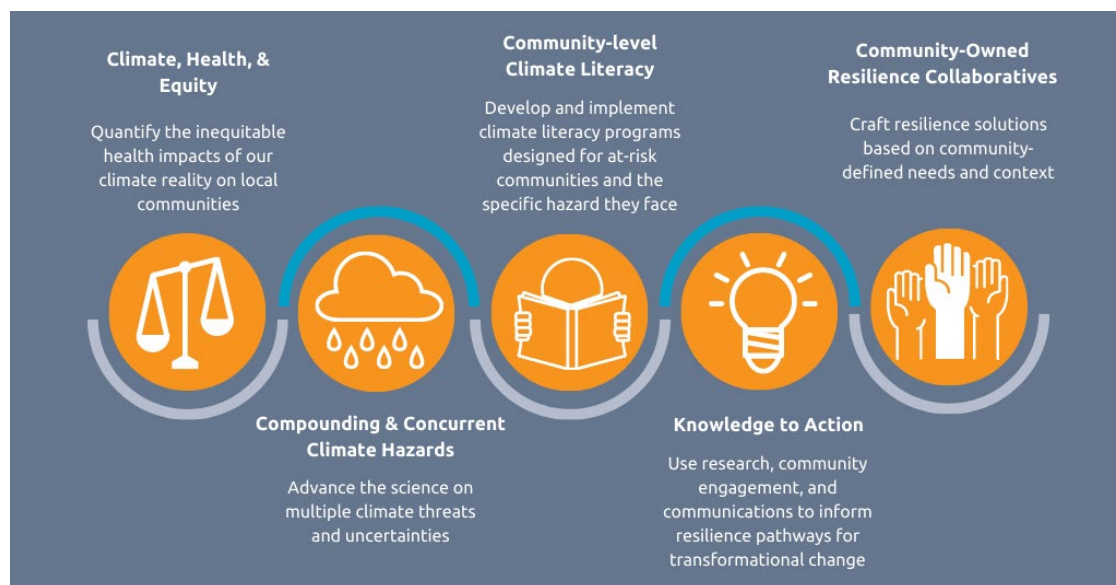 Climate, Health, &
Equity
Quantify the inequitable
health impacts of our
climate reality on local
communities
Compounding & Concurrent
Climate Hazards
Advance the science on
multiple climate threats
and uncertainties
Community-level
Climate Literacy
Develop and implement
climate literacy programs
designed for at-risk
communities and the
specific hazard they face
Knowledge to Action
Use research, community
engagement, and
communications to inform
resilience pathways for
transformational change
Community-Owned
Resilience Collaboratives
Craft resilience solutions
based on community-
defined needs and context